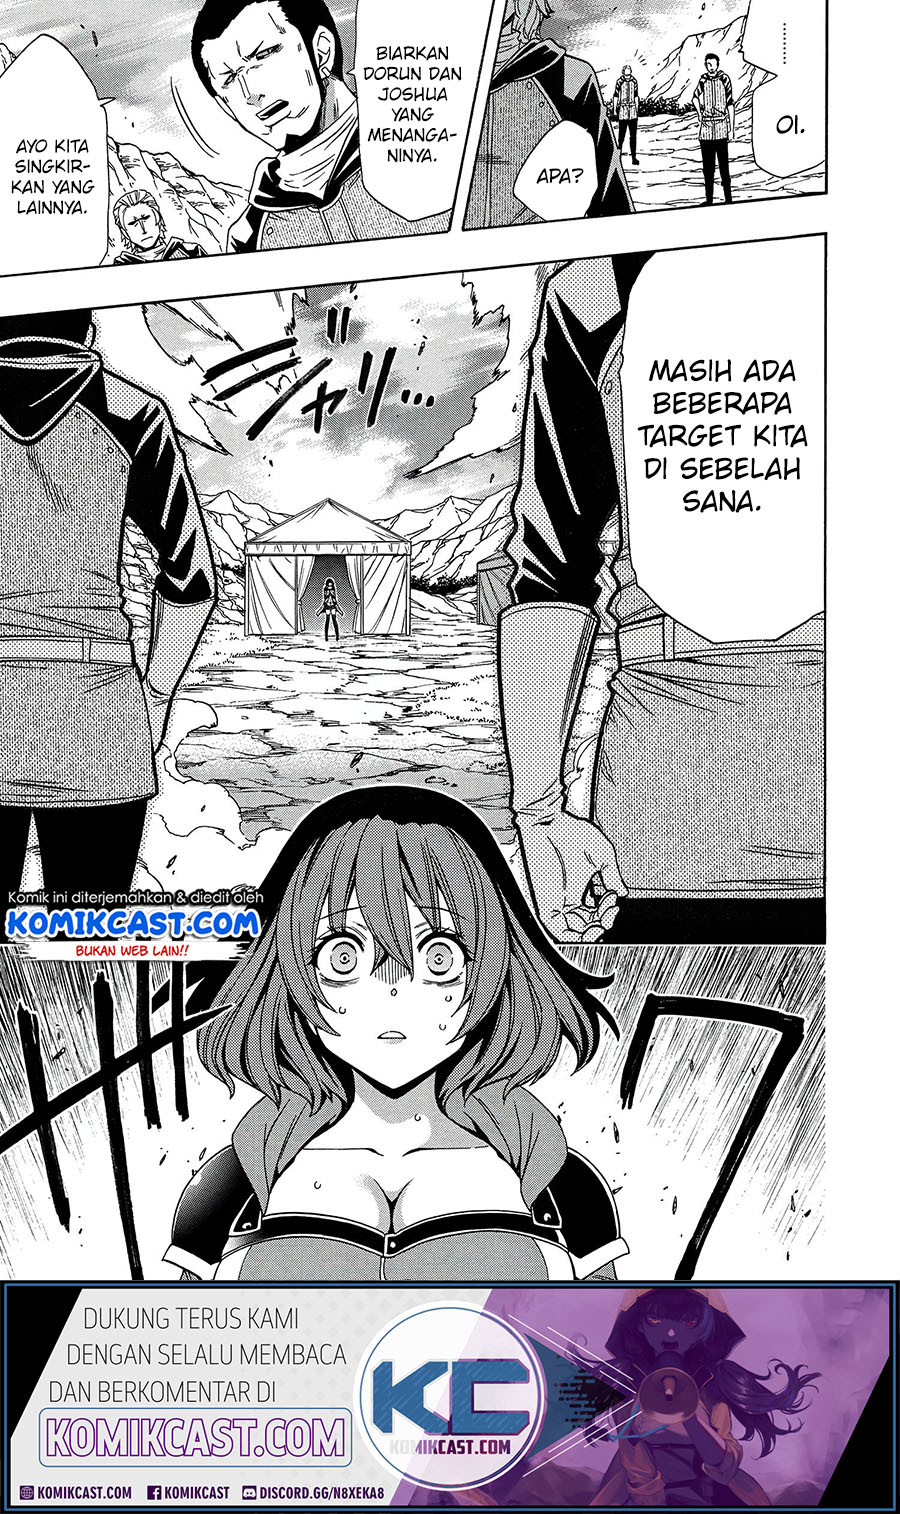 ..........
OI.
APA?
BIARKAN
DORUN DAN
JOSHUA
YANG
MENANGA-
NINYA.
AYO KITA
SINGKIR-
KAN YANG
LAINNYA.
MASIH ADA
BEBERAPA
TARGET KITA
DI SEBELAH
SANA.
ジャリ...
Komik ini diterjemahkan & diedit oleh
KOMIKCAST.COM
BUKAN WEB LAIN!!
DUKUNG TERUS KAMI
DENGAN SELALU MEMBACA
DAN BERKOMENTAR DI
KOMIKCAST.COM
KC
KOMIKCAST.COM
KOMIKCAST.COM
KOMIKCAST
DISCORD.GG/N8XEKA8